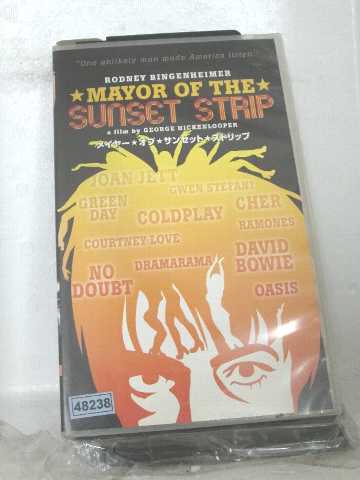 "One unlikely man made America listen."
RODNEY BINGENHEIMER
★MAYOR OF THE★
SUNSET STRIP
a film by GEORGE HICKENLOOPER
メイヤー★オブ★サンセット★ストリップ
JOAN JETT
GWEN STEFANI
GREEN DAY
COLDPLAY
CHER
RAMONES
COURTNEY LOVE
DRAMARAMA
DAVID BOWIE
NO DOUBT
OASIS
48238